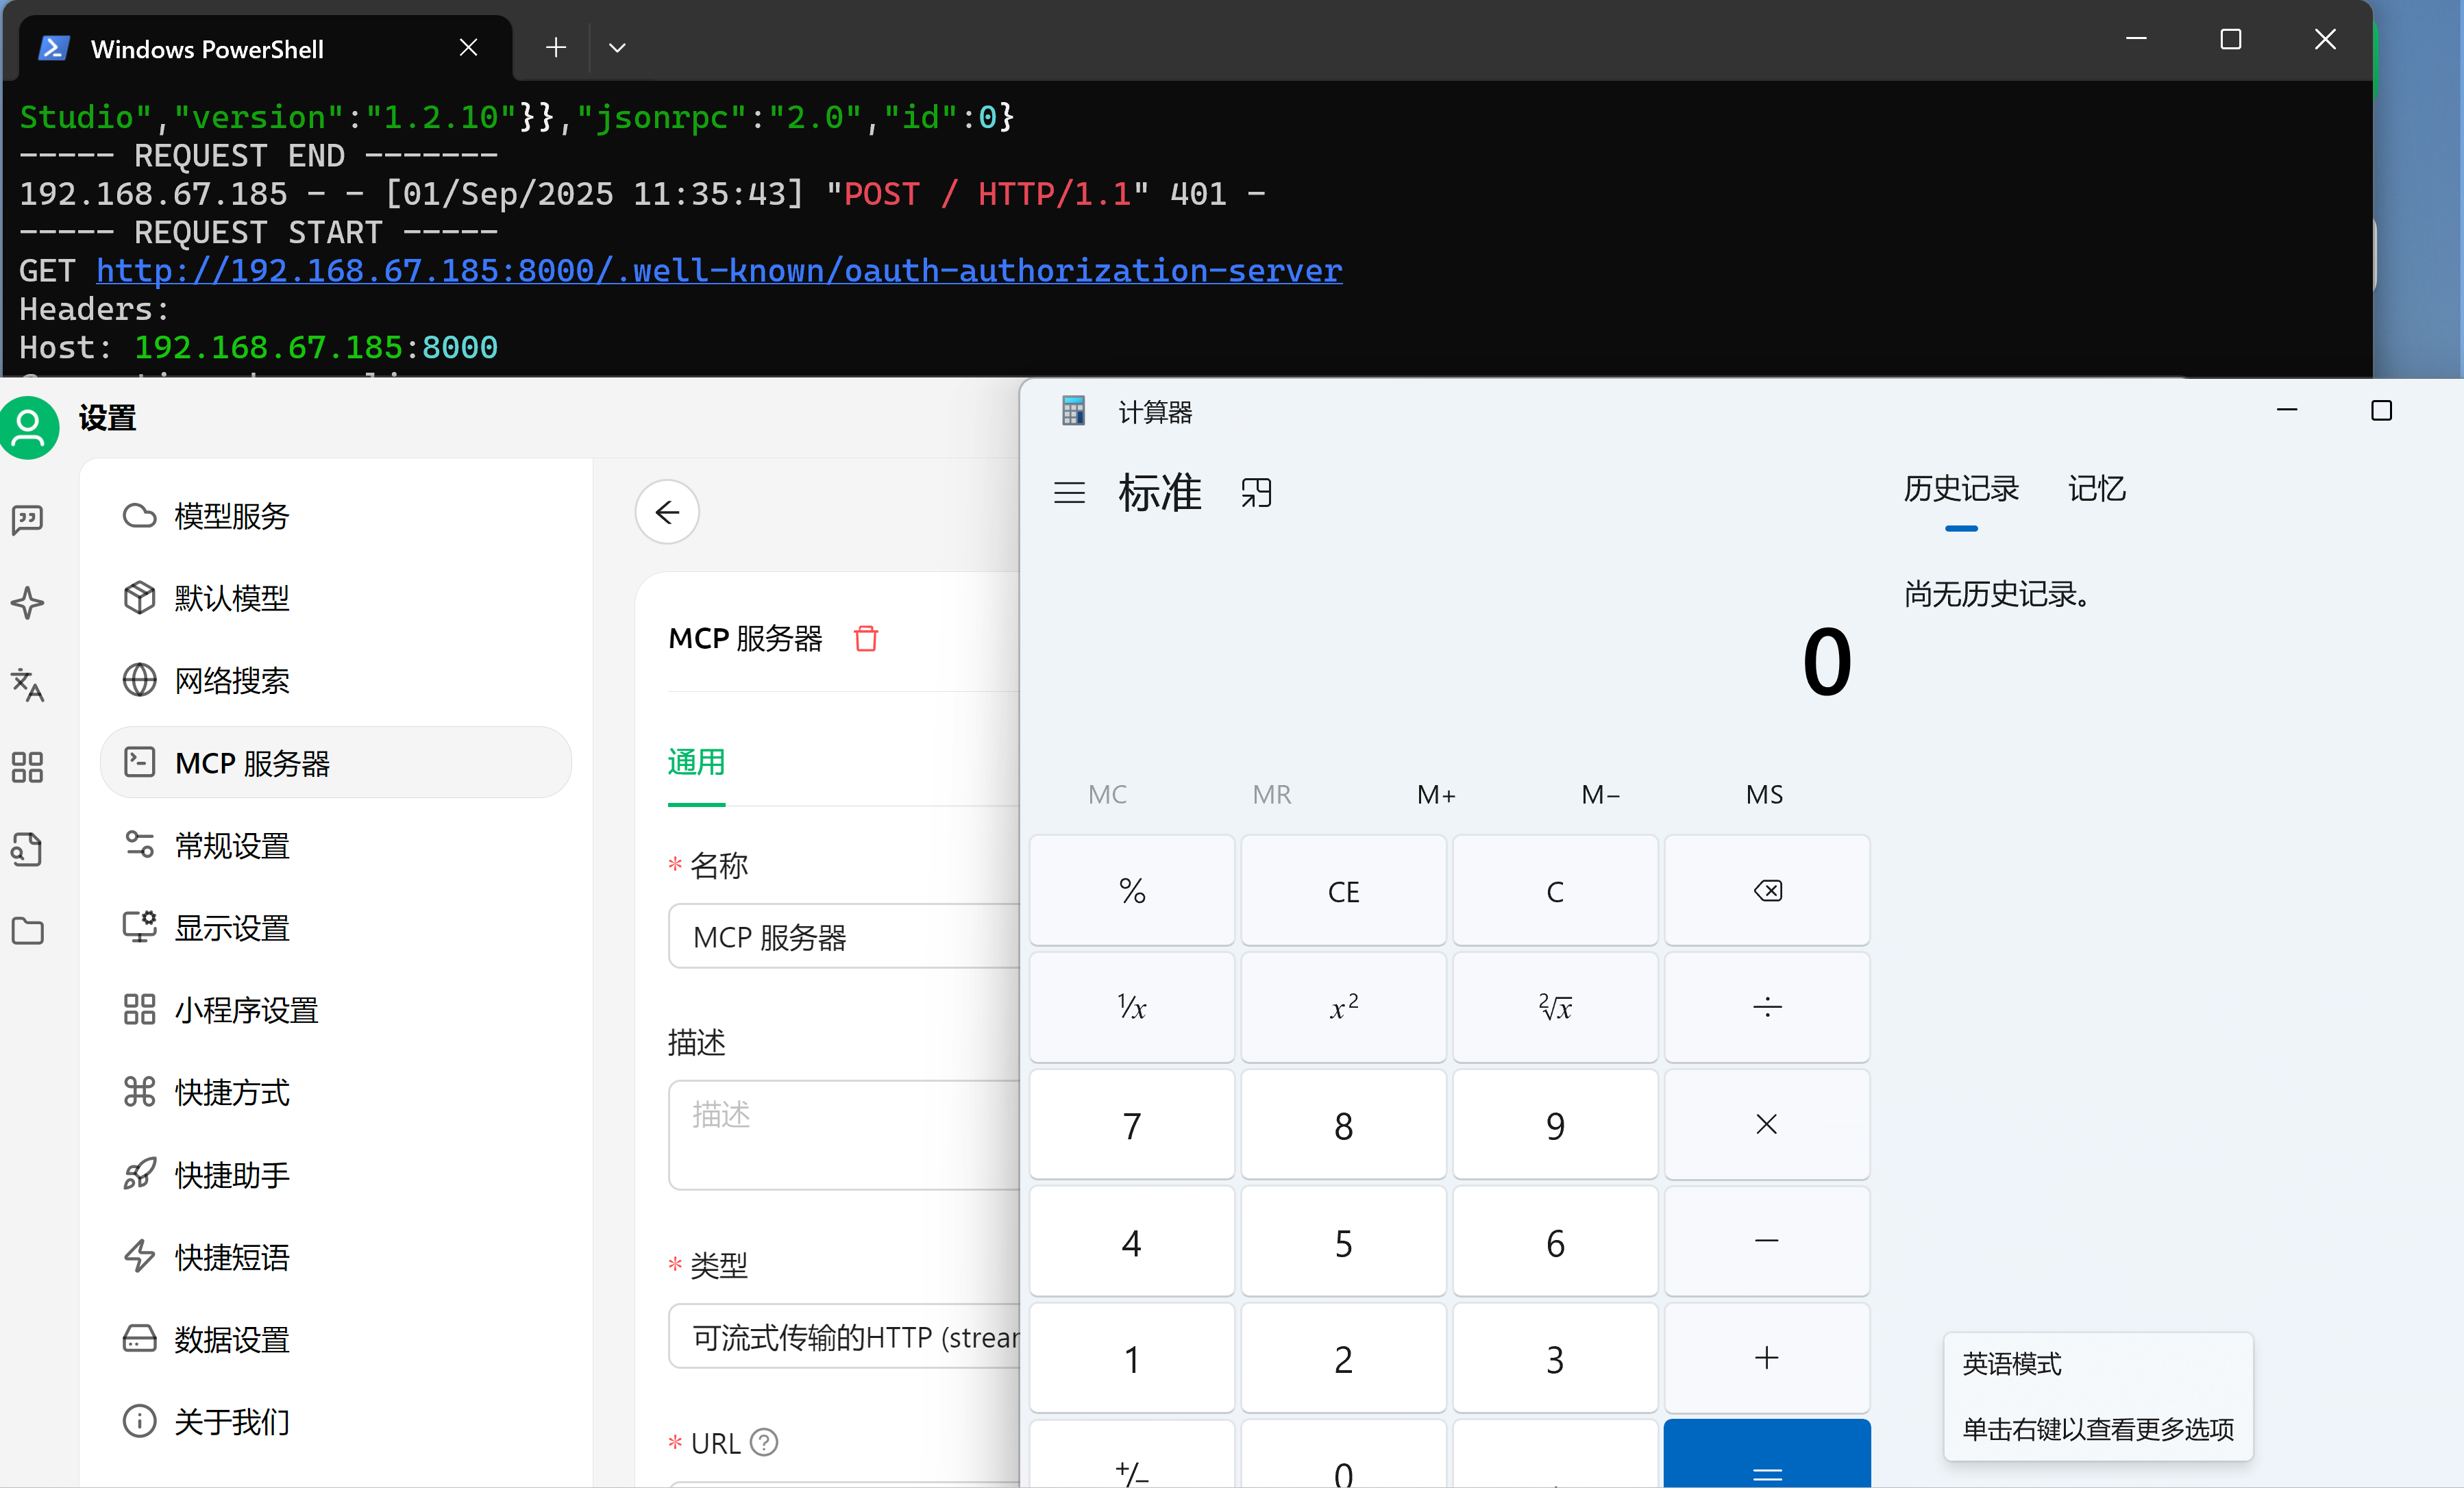 Windows PowerShell
Studio","version":"1.2.10"}},"jsonrpc":"2.0","id":0}
----- REQUEST END -------
192.168.67.185 - - [01/Sep/2025 11:35:43] "POST / HTTP/1.1" 401 -
----- REQUEST START -----
GET http://192.168.67.185:8000/.well-known/oauth-authorization-server
Headers:
Host: 192.168.67.185:8000
设置
模型服务
默认模型
网络搜索
MCP 服务器
常规设置
显示设置
小程序设置
快捷方式
快捷助手
快捷短语
数据设置
关于我们
MCP 服务器
通用
* 名称
MCP 服务器
描述
描述
* 类型
可流式传输的HTTP (strear
* URL
计算器
标准
历史记录 记忆
尚无历史记录。
0
MC MR M+ M- MS
% CE C
1/x x² ²√x ÷
7 8 9 ×
4 5 6 −
1 2 3 +
+/− 0 . =
英语模式
单击右键以查看更多选项